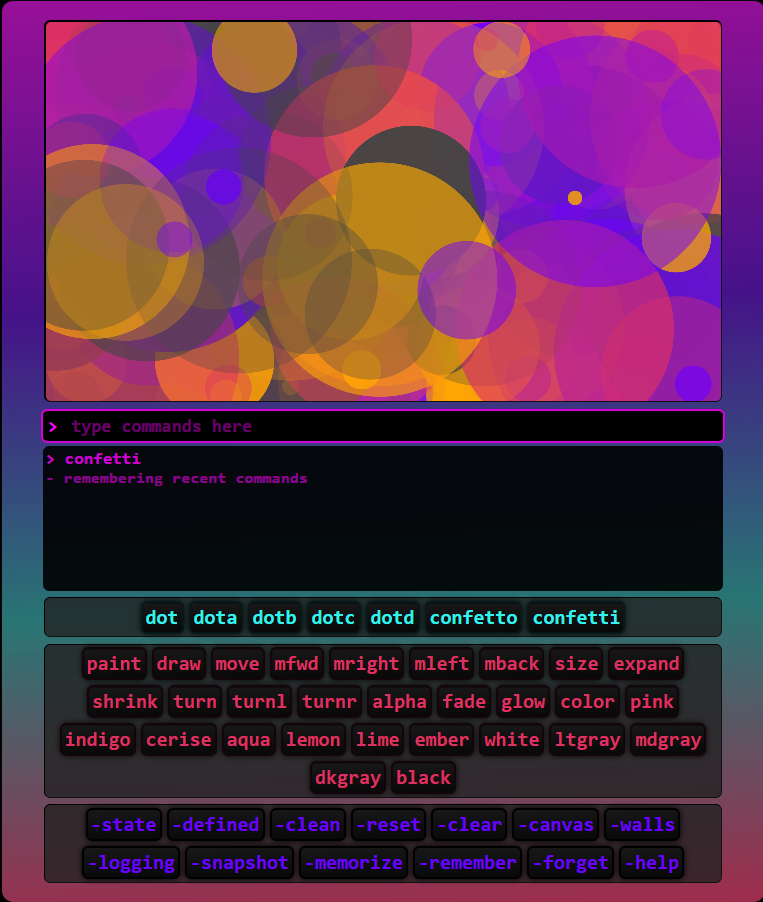 > type commands here
> confetti
- remembering recent commands
dot dota dotb dotc dotd confetto confetti
paint draw move mfwd mright mleft mback size expand
shrink turn turnl turnr alpha fade glow color pink
indigo cerise aqua lemon lime ember white ltgray mdgray
dkgray black
-state -defined -clean -reset -clear -canvas -walls
-logging -snapshot -memorize -remember -forget -help